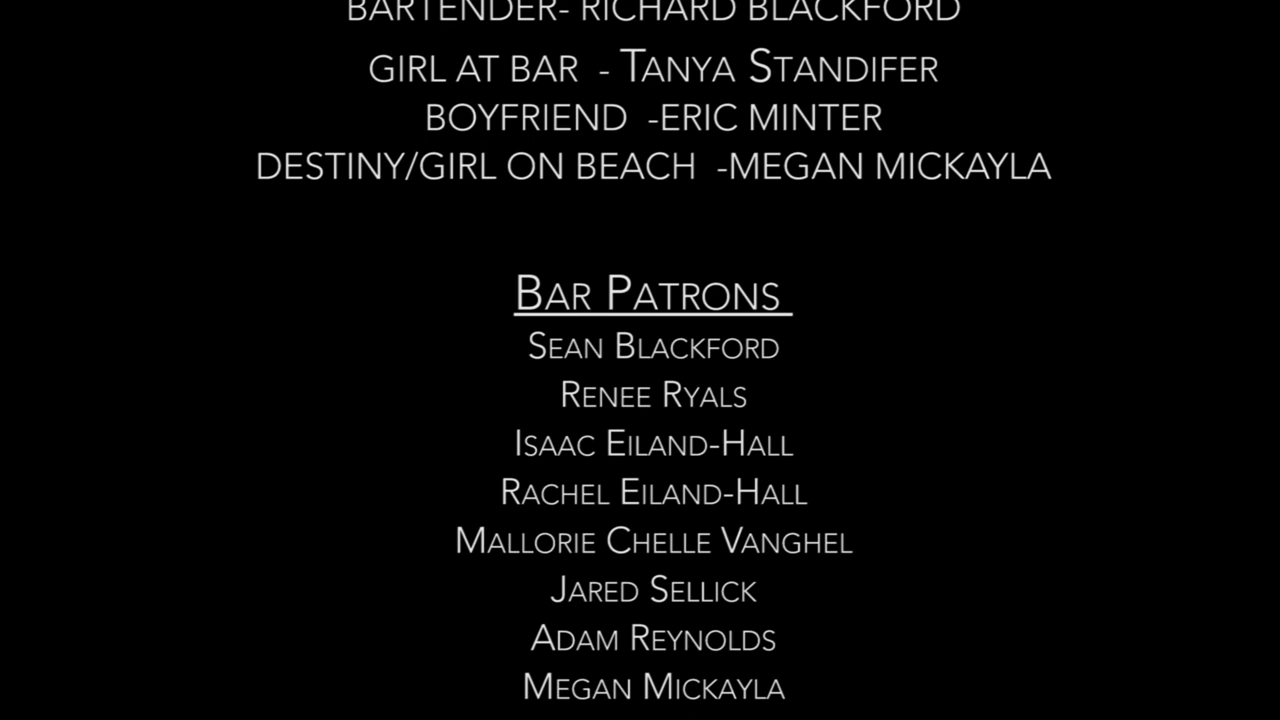 BARTENDER- RICHARD BLACKFORD
GIRL AT BAR - TANYA STANDIFER
BOYFRIEND -ERIC MINTER
DESTINY/GIRL ON BEACH -MEGAN MICKAYLA
BAR PATRONS
SEAN BLACKFORD
RENEE RYALS
ISAAC EILAND-HALL
RACHEL EILAND-HALL
MALLORIE CHELLE VANGHEL
JARED SELLICK
ADAM REYNOLDS
MEGAN MICKAYLA